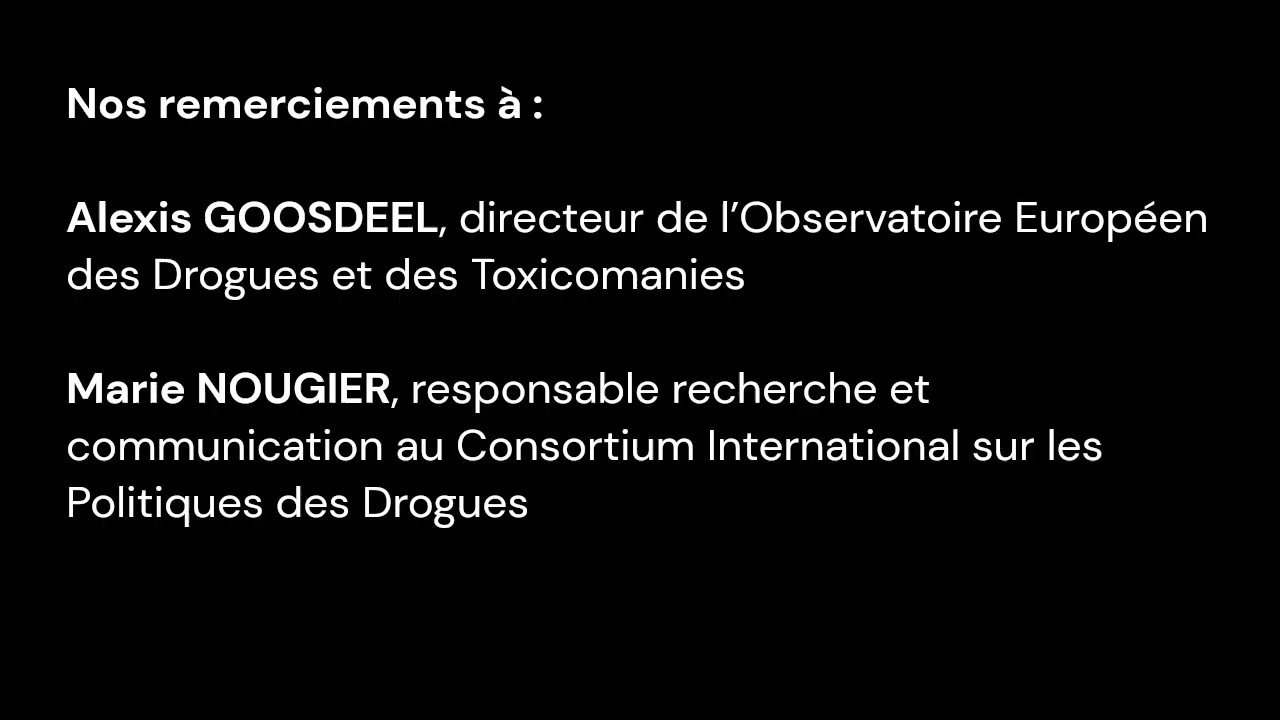 Nos remerciements à :
Alexis GOOSDEEL, directeur de l’Observatoire Européen
des Drogues et des Toxicomanies
Marie NOUGIER, responsable recherche et
communication au Consortium International sur les
Politiques des Drogues